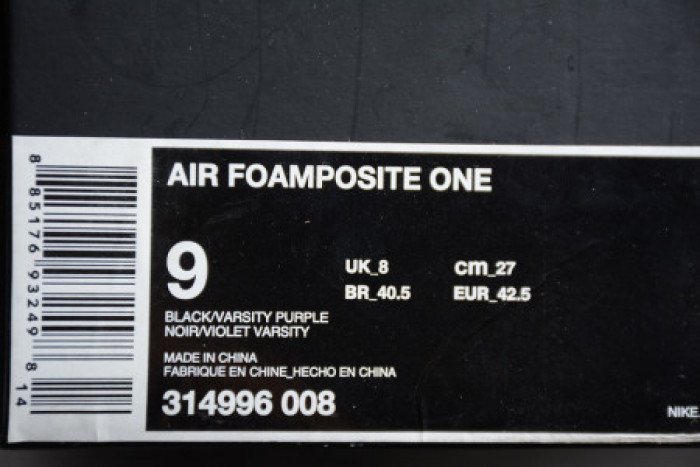 AIR FOAMPOSITE ONE
9
UK_8 cm_27
BR_40.5 EUR_42.5
BLACK/VARSITY PURPLE
NOIR/VIOLET VARSITY
MADE IN CHINA
FABRIQUE EN CHINE_HECHO EN CHINA
314996 008
NIKE.
8 85176 93249 8 14